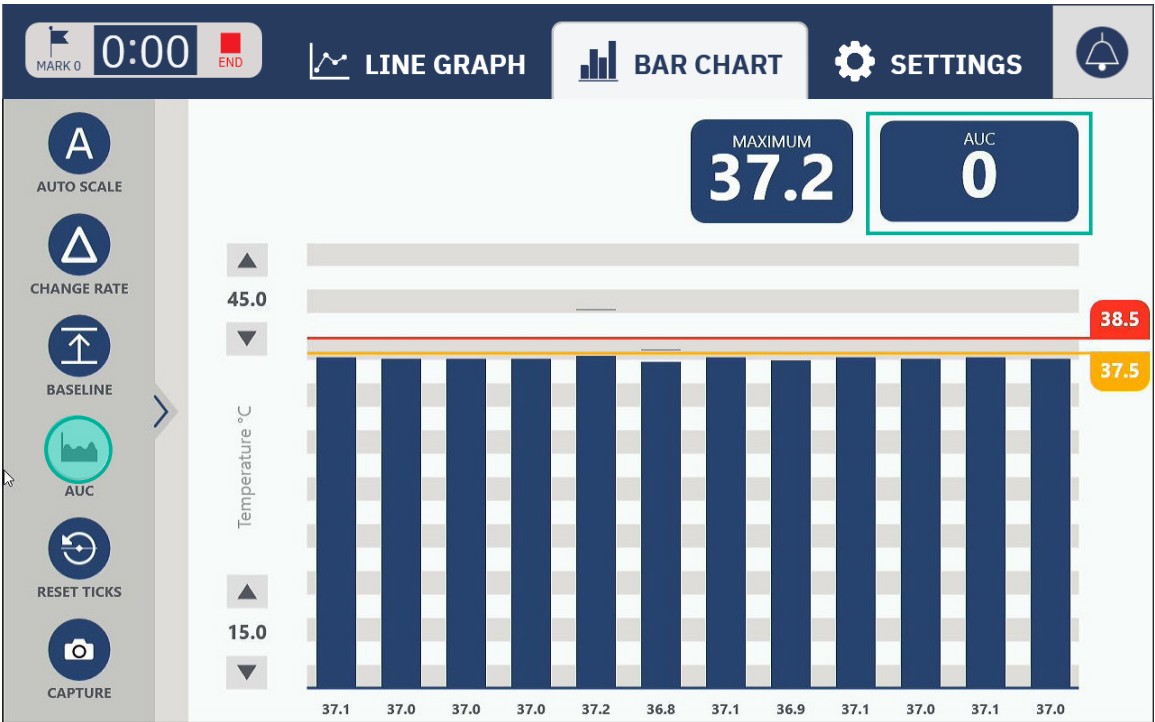 MARK 0
0:00
END
LINE GRAPH
BAR CHART
SETTINGS
A
AUTO SCALE
CHANGE RATE
BASELINE
AUC
RESET TICKS
CAPTURE
MAXIMUM
37.2
AUC
0
45.0
Temperature °C
15.0
38.5
37.5
37.1 37.0 37.0 37.0 37.2 36.8 37.1 36.9 37.1 37.0 37.1 37.0